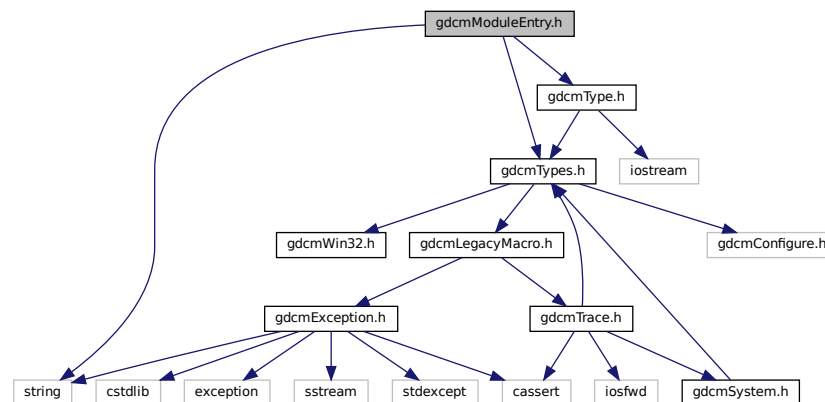 gdcmModuleEntry.h
gdcmType.h
gdcmTypes.h
iostream
gdcmWin32.h
gdcmLegacyMacro.h
gdcmConfigure.h
gdcmException.h
gdcmTrace.h
string
cstdlib
exception
sstream
stdexcept
cassert
iosfwd
gdcmSystem.h